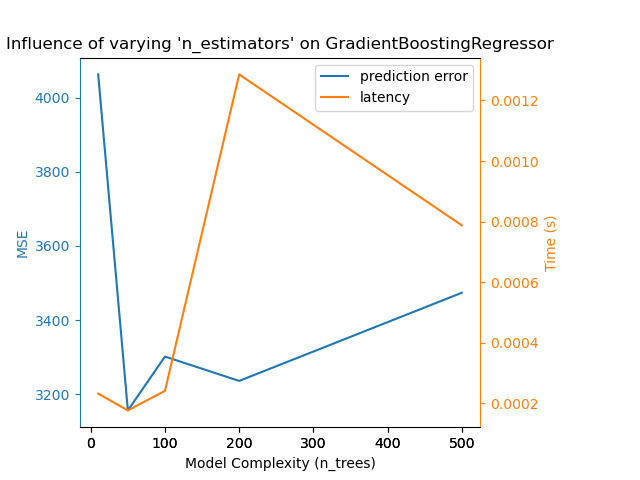 Influence of varying 'n_estimators' on GradientBoostingRegressor
prediction error
latency
4000
3800
3600
3400
3200
MSE
0.0012
0.0010
0.0008
0.0006
0.0004
0.0002
Time (s)
0 100 200 300 400 500
Model Complexity (n_trees)